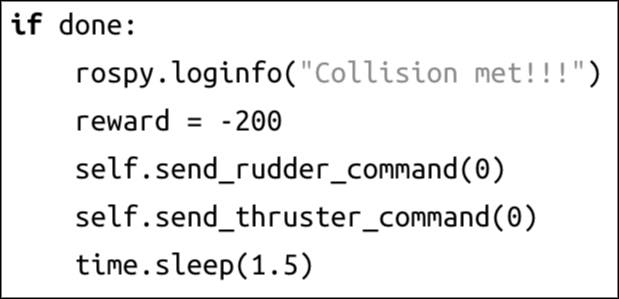 if done:
    rospy.loginfo("Collision met!!!")
    reward = -200
    self.send_rudder_command(0)
    self.send_thruster_command(0)
    time.sleep(1.5)